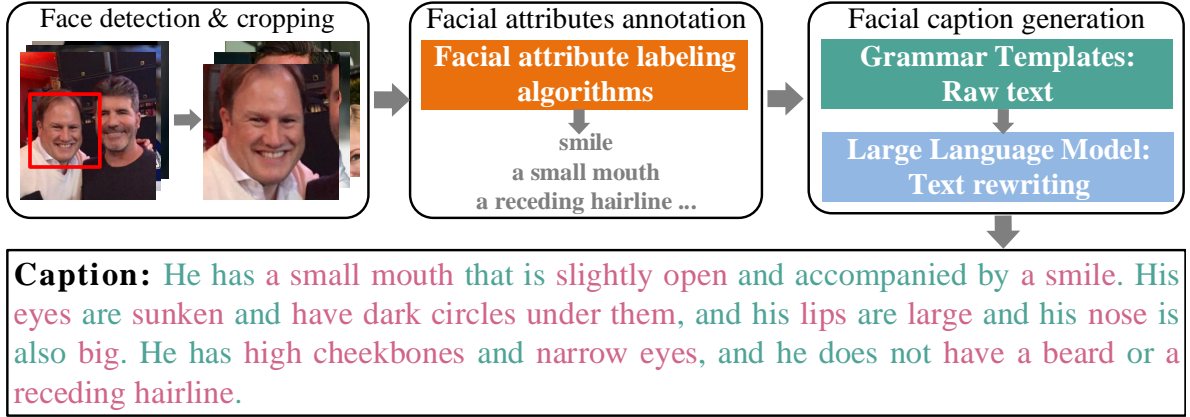 Face detection & cropping
Facial attributes annotation
Facial attribute labeling
algorithms
smile
a small mouth
a receding hairline ...
Facial caption generation
Grammar Templates:
Raw text
Large Language Model:
Text rewriting
Caption: He has a small mouth that is slightly open and accompanied by a smile. His
eyes are sunken and have dark circles under them, and his lips are large and his nose is
also big. He has high cheekbones and narrow eyes, and he does not have a beard or a
receding hairline.